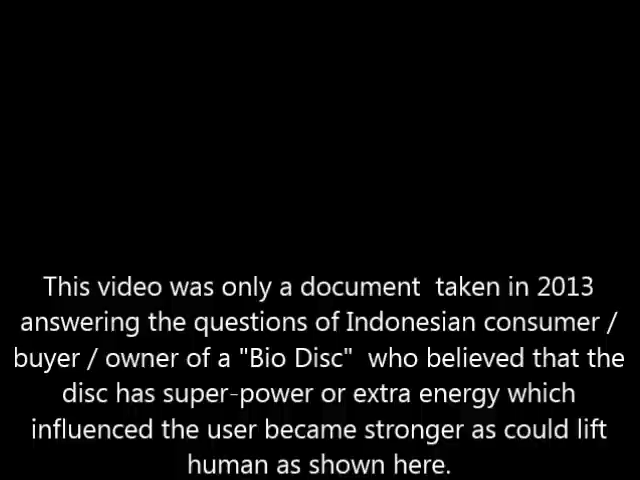 This video was only a document  taken in 2013
answering the questions of Indonesian consumer /
buyer / owner of a "Bio Disc"  who believed that the
disc has super-power or extra energy which
influenced the user became stronger as could lift
human as shown here.